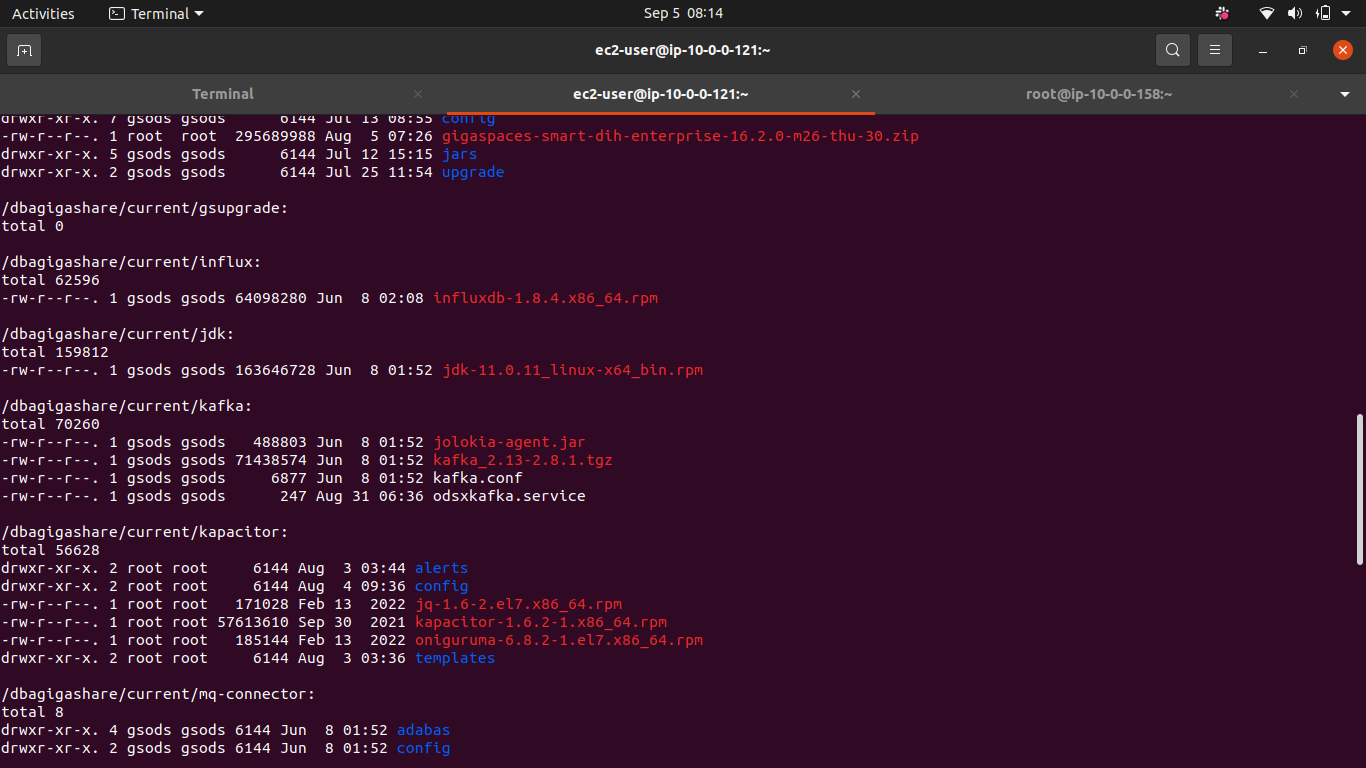 Activities Terminal Sep 5 08:14
ec2-user@ip-10-0-0-121:~
Terminal ec2-user@ip-10-0-0-121:~ root@ip-10-0-0-158:~
drwxr-xr-x. 7 gsods gsods      6144 Jul 13 08:55 config
-rw-r--r--. 1 root  root  295689988 Aug  5 07:26 gigaspaces-smart-dih-enterprise-16.2.0-m26-thu-30.zip
drwxr-xr-x. 5 gsods gsods      6144 Jul 12 15:15 jars
drwxr-xr-x. 2 gsods gsods      6144 Jul 25 11:54 upgrade
/dbagigashare/current/gsupgrade:
total 0
/dbagigashare/current/influx:
total 62596
-rw-r--r--. 1 gsods gsods 64098280 Jun  8 02:08 influxdb-1.8.4.x86_64.rpm
/dbagigashare/current/jdk:
total 159812
-rw-r--r--. 1 gsods gsods 163646728 Jun  8 01:52 jdk-11.0.11_linux-x64_bin.rpm
/dbagigashare/current/kafka:
total 70260
-rw-r--r--. 1 gsods gsods   488803 Jun  8 01:52 jolokia-agent.jar
-rw-r--r--. 1 gsods gsods 71438574 Jun  8 01:52 kafka_2.13-2.8.1.tgz
-rw-r--r--. 1 gsods gsods     6877 Jun  8 01:52 kafka.conf
-rw-r--r--. 1 gsods gsods      247 Aug 31 06:36 odsxkafka.service
/dbagigashare/current/kapacitor:
total 56628
drwxr-xr-x. 2 root root     6144 Aug  3 03:44 alerts
drwxr-xr-x. 2 root root     6144 Aug  4 09:36 config
-rw-r--r--. 1 root root   171028 Feb 13  2022 jq-1.6-2.el7.x86_64.rpm
-rw-r--r--. 1 root root 57613610 Sep 30  2021 kapacitor-1.6.2-1.x86_64.rpm
-rw-r--r--. 1 root root   185144 Feb 13  2022 oniguruma-6.8.2-1.el7.x86_64.rpm
drwxr-xr-x. 2 root root     6144 Aug  3 03:36 templates
/dbagigashare/current/mq-connector:
total 8
drwxr-xr-x. 4 gsods gsods 6144 Jun  8 01:52 adabas
drwxr-xr-x. 2 gsods gsods 6144 Jun  8 01:52 config